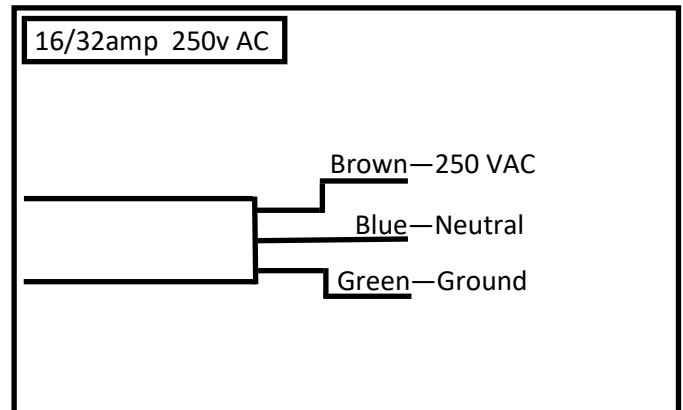 16/32amp  250v AC
Brown—250 VAC
Blue—Neutral
Green—Ground